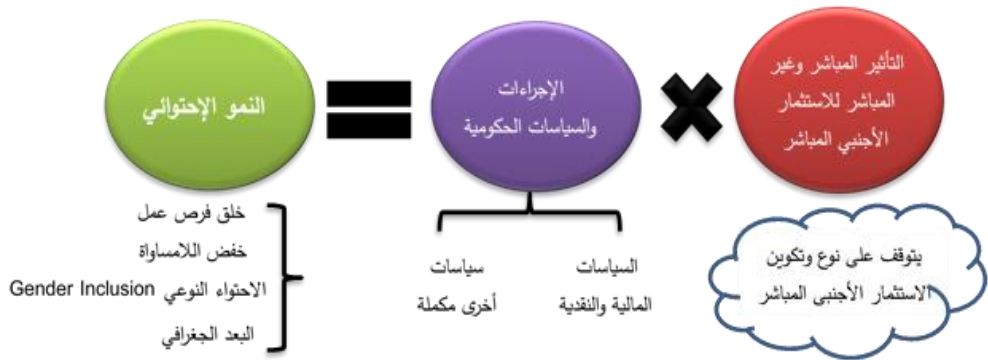 التأثير المباشر وغير
المباشر للاستثمار
الأجنبي المباشر
الإجراءات
والسياسات الحكومية
النمو الإحتوائي
يتوقف على نوع وتكوين
الاستثمار الأجنبى المباشر
السياسات
المالية والنقدية
سياسات
أخرى مكملة
خلق فرص عمل
خفض اللامساواة
الاحتواء النوعي Gender Inclusion
البعد الجغرافي